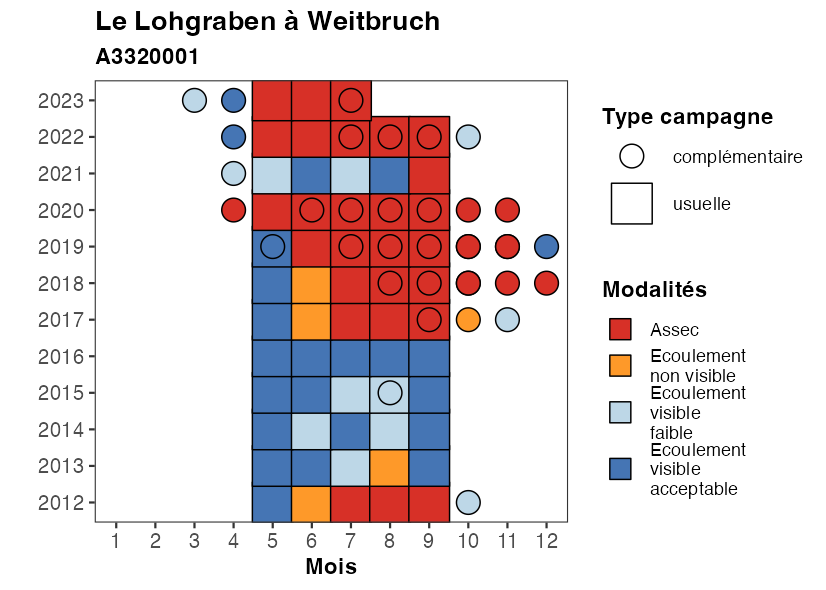 Le Lohgraben à Weitbruch
A3320001
2023
2022
2021
2020
2019
2018
2017
2016
2015
2014
2013
2012
1 2 3 4 5 6 7 8 9 10 11 12
Mois
Type campagne
complémentaire
usuelle
Modalités
Assec
Ecoulement
non visible
Ecoulement
visible
faible
Ecoulement
visible
acceptable